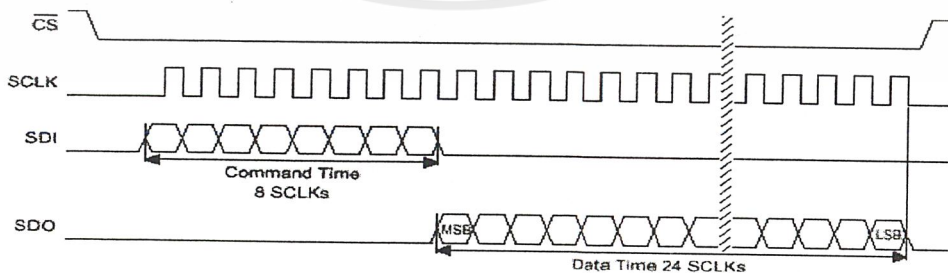 CS
SCLK
SDI
Command Time
8 SCLKs
SDO
MSB
LSB
Data Time 24 SCLKs